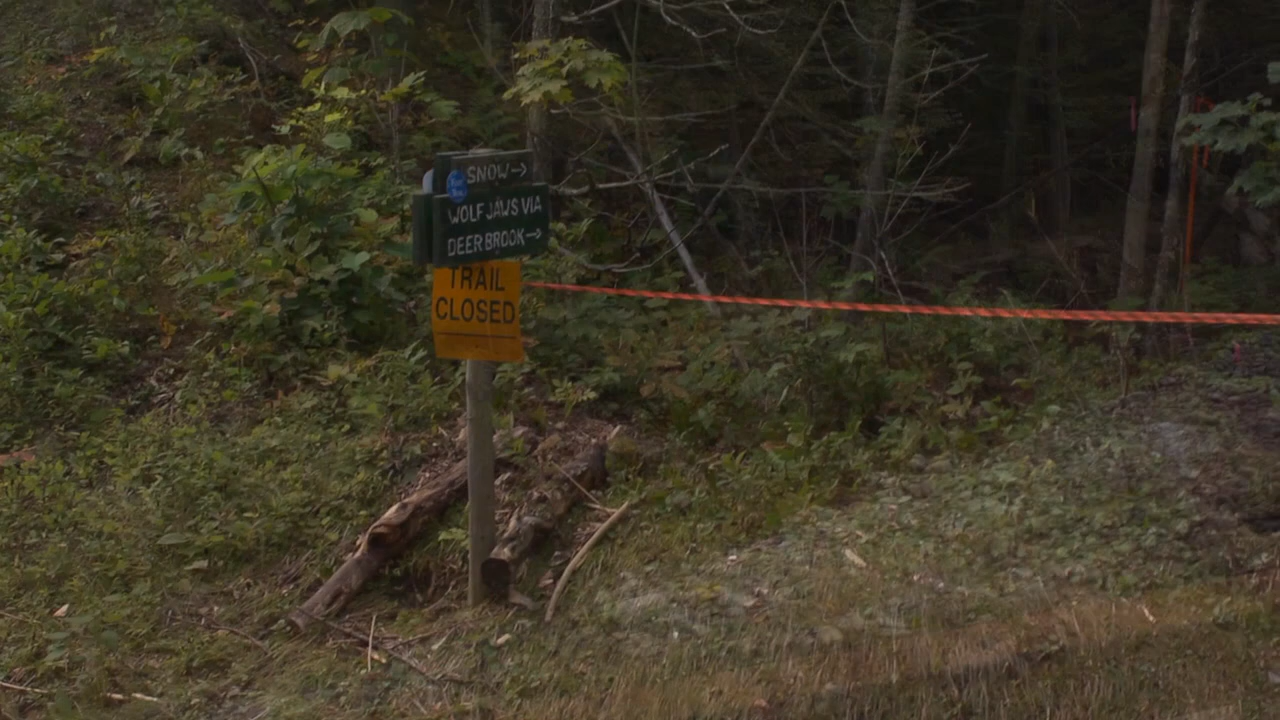 SNOW→
WOLF JAWS VIA
DEER BROOK→
TRAIL
CLOSED